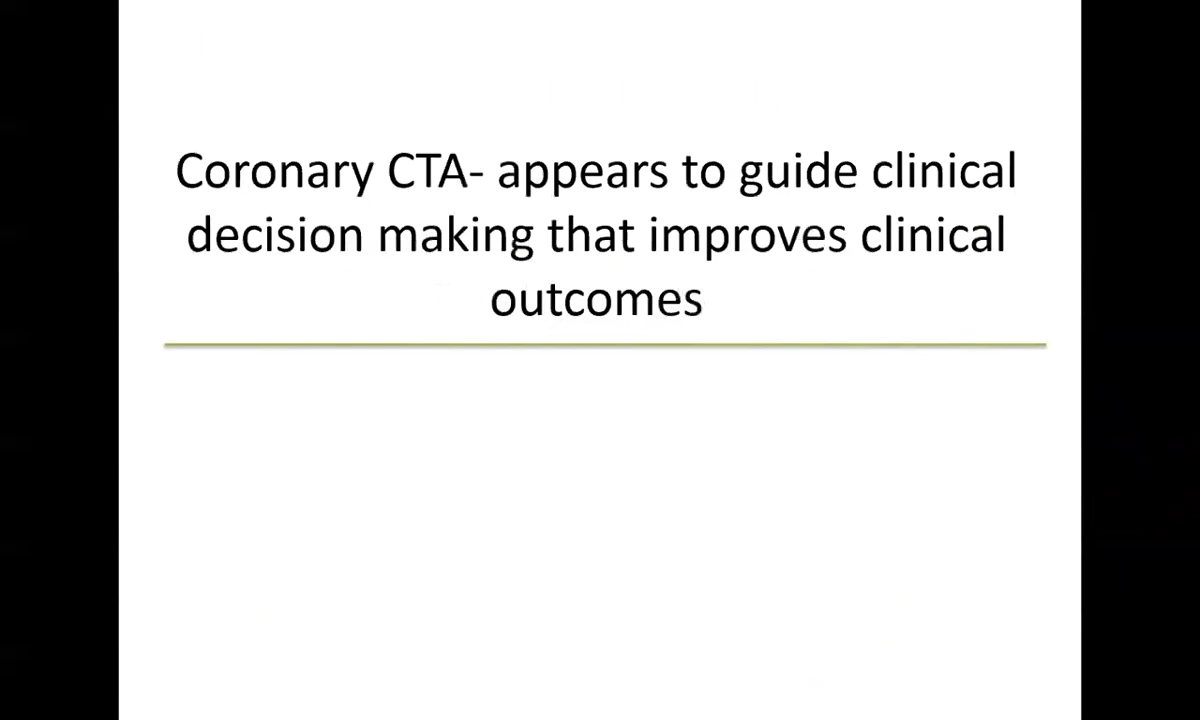 Coronary CTA- appears to guide clinical
decision making that improves clinical
outcomes